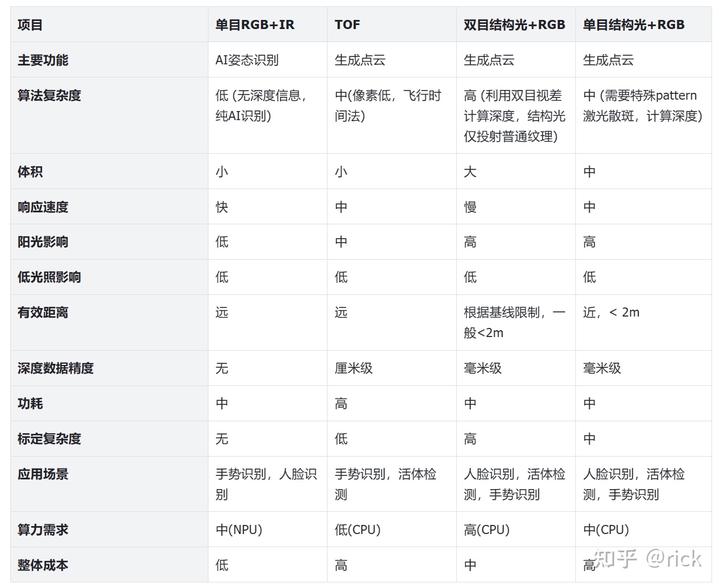 项目 单目RGB+IR TOF 双目结构光+RGB 单目结构光+RGB
主要功能 AI姿态识别 生成点云 生成点云 生成点云
算法复杂度 低 (无深度信息， 中(像素低，飞行时 高 (利用双目视差 中 (需要特殊pattern
纯AI识别) 间法) 计算深度，结构光 激光散斑，计算深度)
仅投射普通纹理)
体积 小 小 大 中
响应速度 快 中 慢 中
阳光影响 低 中 高 高
低光照影响 低 低 低 低
有效距离 远 远 根据基线限制，一 近，< 2m
般<2m
深度数据精度 无 厘米级 毫米级 毫米级
功耗 中 高 中 中
标定复杂度 无 低 高 中
应用场景 手势识别，人脸识 手势识别，活体检 人脸识别，活体检 人脸识别，活体检
别 测 测，手势识别 测，手势识别
算力需求 中(NPU) 低(CPU) 高(CPU) 中(CPU)
整体成本 低 高 中 高
知乎 @rick